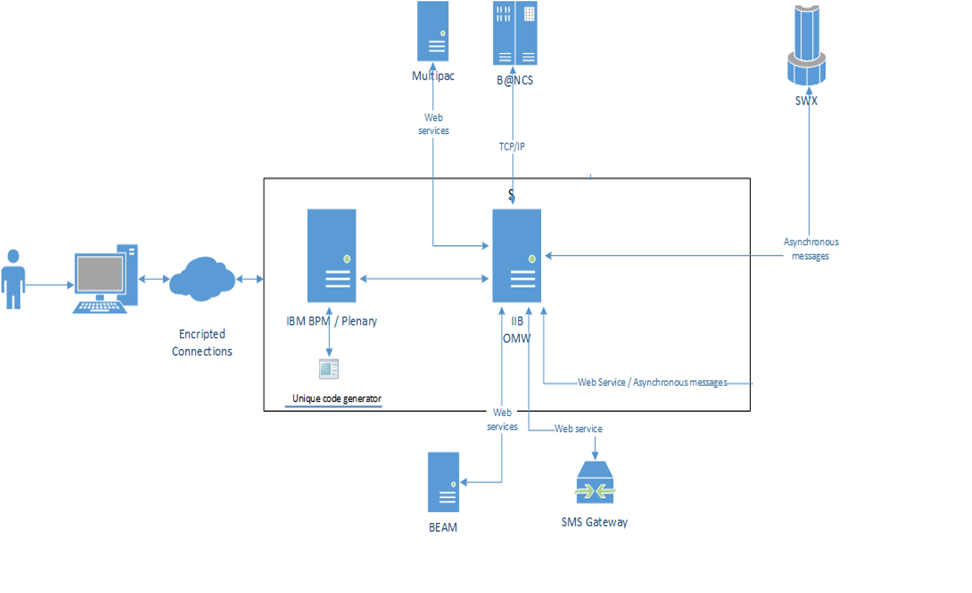 Multipac
B@NCS
SWX
Web
services
TCP/IP
S
Asynchronous
messages
IBM BPM / Plenary
IIB
OMW
Encripted
Connections
Web Service / Asynchronous messages
Unique code generator
Web
services
Web service
BEAM
SMS Gateway